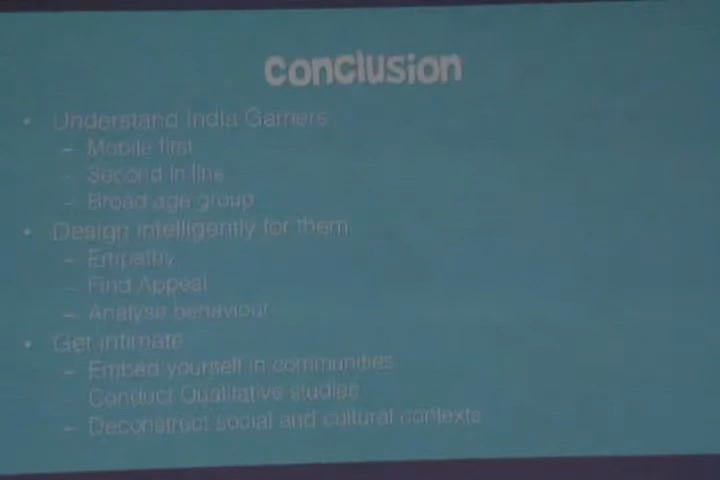 Conclusion
• Understand India Gamers
– Mobile first
– Second in line
– Broad age group
• Design intelligently for them
– Empathy
– Find Appeal
– Analyse behaviour
• Get intimate
– Embed yourself in communities
Conduct Qualitative studies
– Deconstruct social and cultural contexts